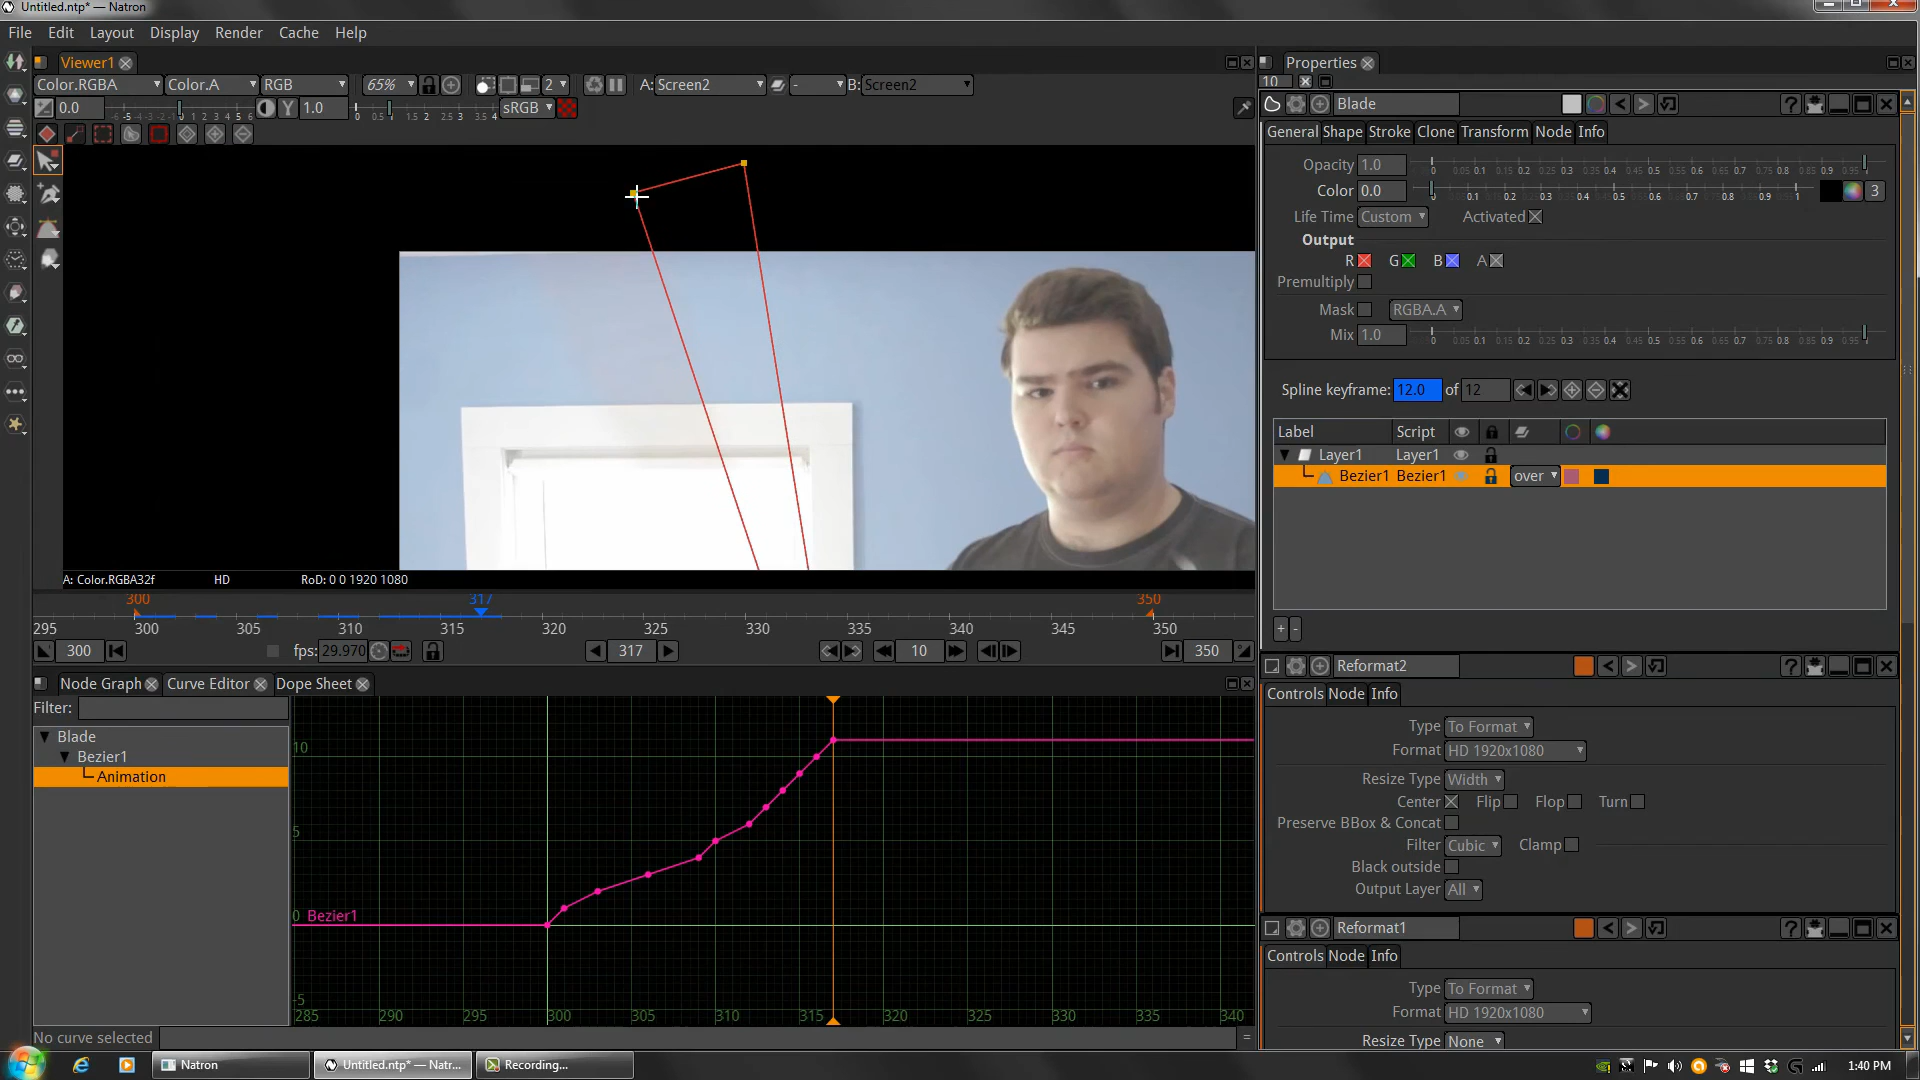 Untitled.ntp* — Natron
File Edit Layout Display Render Cache Help
Viewer1
Properties
Color.RGBA Color.A RGB 65% 2 A: Screen2 - B: Screen2
10
0.0 Y 1.0 sRGB
Blade
General Shape Stroke Clone Transform Node Info
Opacity 1.0
Color 0.0 3
Life Time Custom Activated
Output
R G B A
Premultiply
Mask RGBA.A
Mix 1.0
Spline keyframe: 12.0 of 12
Label Script
Layer1 Layer1
Bezier1 Bezier1 over
A: Color.RGBA32f HD RoD: 0 0 1920 1080
300 317 350
295 300 305 310 315 320 325 330 335 340 345 350
300 fps: 29.970 317 10 350
+ -
Node Graph Curve Editor Dope Sheet
Filter:
Blade
Bezier1
Animation
10
5
0 Bezier1
-5
285 290 295 300 305 310 315 320 325 330 335 340
No curve selected
=
Reformat2
Controls Node Info
Type To Format
Format HD 1920x1080
Resize Type Width
Center Flip Flop Turn
Preserve BBox & Concat
Filter Cubic Clamp
Black outside
Output Layer All
Reformat1
Controls Node Info
Type To Format
Format HD 1920x1080
Resize Type None
Natron Untitled.ntp* — Natr... Recording... 1:40 PM